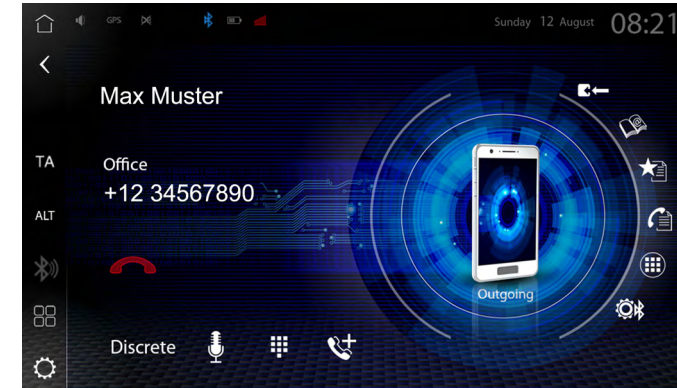 GPS
Sunday 12 August 08:21
Max Muster
TA
Office
+12 34567890
ALT
Outgoing
Discrete